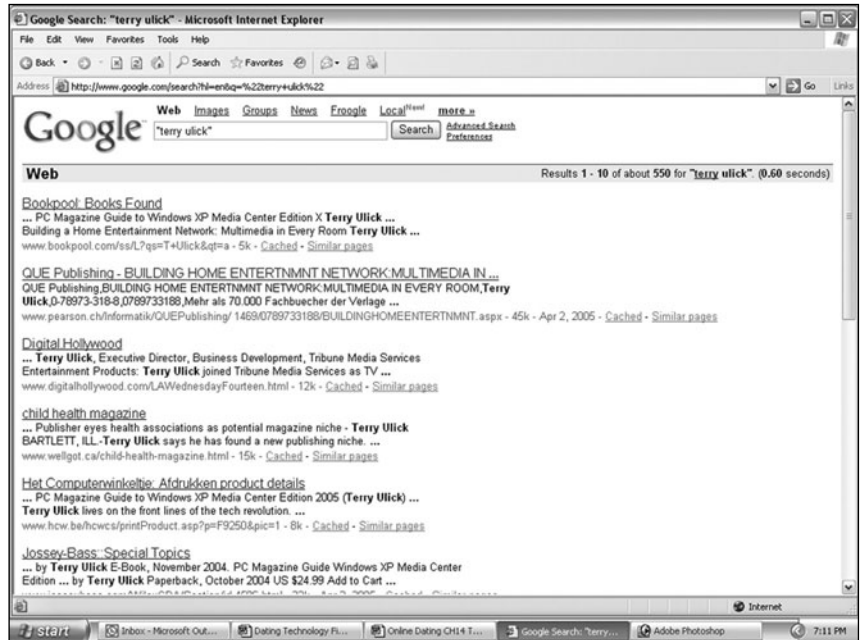 Google Search: "terry ulick" - Microsoft Internet Explorer
File Edit View Favorites Tools Help
Back Search Favorites
Address http://www.google.com/search?hl=en&q=%22terry+ulick%22 Go Links
Web Images Groups News Froogle Local New! more »
Google "terry ulick" Search Advanced Search
Preferences
Web Results 1 - 10 of about 550 for "terry ulick". (0.60 seconds)
Bookpool: Books Found
... PC Magazine Guide to Windows XP Media Center Edition X Terry Ulick ...
Building a Home Entertainment Network: Multimedia in Every Room Terry Ulick ...
www.bookpool.com/ss/L?qs=T+Ulick&qt=a - 5k - Cached - Similar pages
QUE Publishing - BUILDING HOME ENTERTNMNT NETWORK:MULTIMEDIA IN ...
QUE Publishing,BUILDING HOME ENTERTNMNT NETWORK:MULTIMEDIA IN EVERY ROOM,Terry
Ulick,0-78973-318-8,0789733188,Mehr als 70.000 Fachbuecher der Verlage ...
www.pearson.ch/Informatik/QUEPublishing/ 1469/0789733188/BUILDINGHOMEENTERTNMNT.aspx - 45k - Apr 2, 2005 - Cached - Similar pages
Digital Hollywood
... Terry Ulick, Executive Director, Business Development, Tribune Media Services
Entertainment Products: Terry Ulick joined Tribune Media Services as TV ...
www.digitalhollywood.com/LAWednesdayFourteen.html - 12k - Cached - Similar pages
child health magazine
... Publisher eyes health associations as potential magazine niche - Terry Ulick
BARTLETT, ILL.-Terry Ulick says he has found a new publishing niche. ...
www.wellgot.ca/child-health-magazine.html - 15k - Cached - Similar pages
Het Computerwinkeltje: Afdrukken product details
... PC Magazine Guide to Windows XP Media Center Edition 2005 (Terry Ulick) ...
Terry Ulick lives on the front lines of the tech revolution. ...
www.hcw.be/hcwcs/printProduct.asp?p=F9250&pic=1 - 8k - Cached - Similar pages
Jossey-Bass::Special Topics
... by Terry Ulick E-Book, November 2004. PC Magazine Guide Windows XP Media Center
Edition ... by Terry Ulick Paperback, October 2004 US $24.99 Add to Cart ...
Internet
start Inbox - Microsoft Out... Dating Technology Fi... Online Dating CH14 T... Google Search: "terry... Adobe Photoshop 7:11 PM